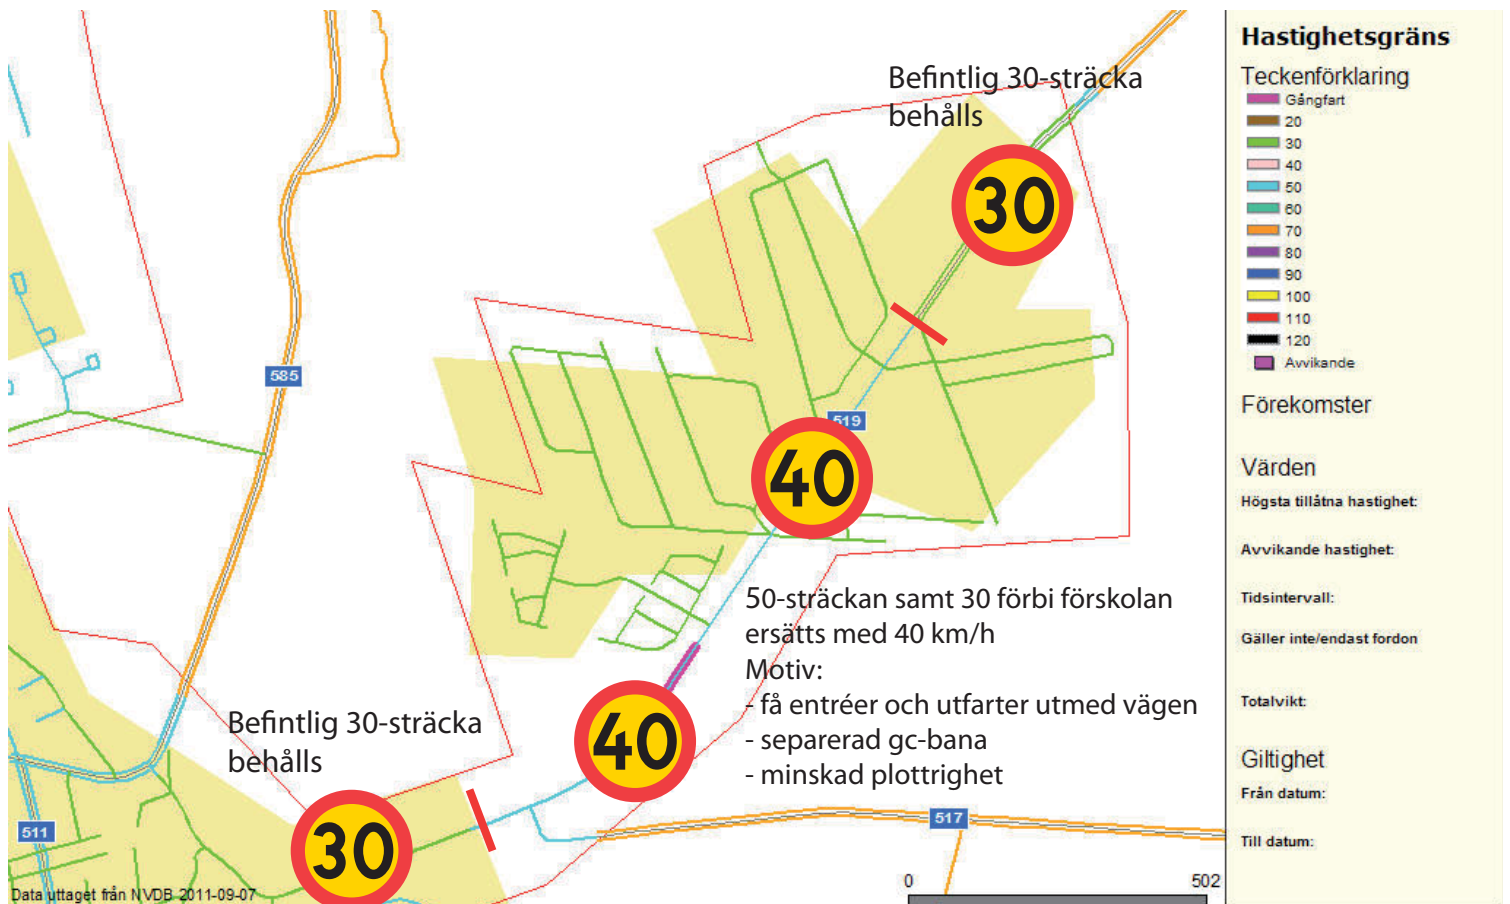 Befintlig 30-sträcka
behålls
30
585
519
40
50-sträckan samt 30 förbi förskolan
ersätts med 40 km/h
Motiv:
- få entréer och utfarter utmed vägen
- separerad gc-bana
- minskad plottrighet
40
Befintlig 30-sträcka
behålls
30
511
517
Data uttaget från NVDB 2011-09-07
0
502
Hastighetsgräns
Teckenförklaring
Gångfart
20
30
40
50
60
70
80
90
100
110
120
Avvikande
Förekomster
Värden
Högsta tillåtna hastighet:
Avvikande hastighet:
Tidsintervall:
Gäller inte/endast fordon
Totalvikt:
Giltighet
Från datum:
Till datum: